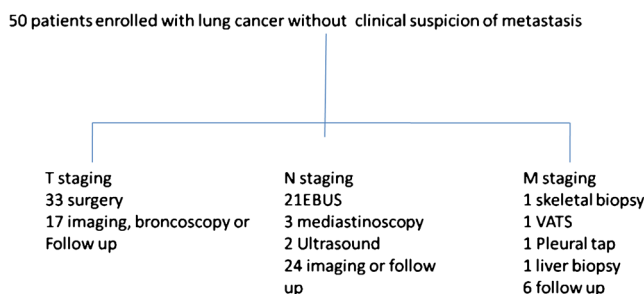 50 patients enrolled with lung cancer without clinical suspicion of metastasis
T staging
33 surgery
17 imaging, broncoscopy or
Follow up
N staging
21EBUS
3 mediastinoscopy
2 Ultrasound
24 imaging or follow
up
M staging
1 skeletal biopsy
1 VATS
1 Pleural tap
1 liver biopsy
6 follow up